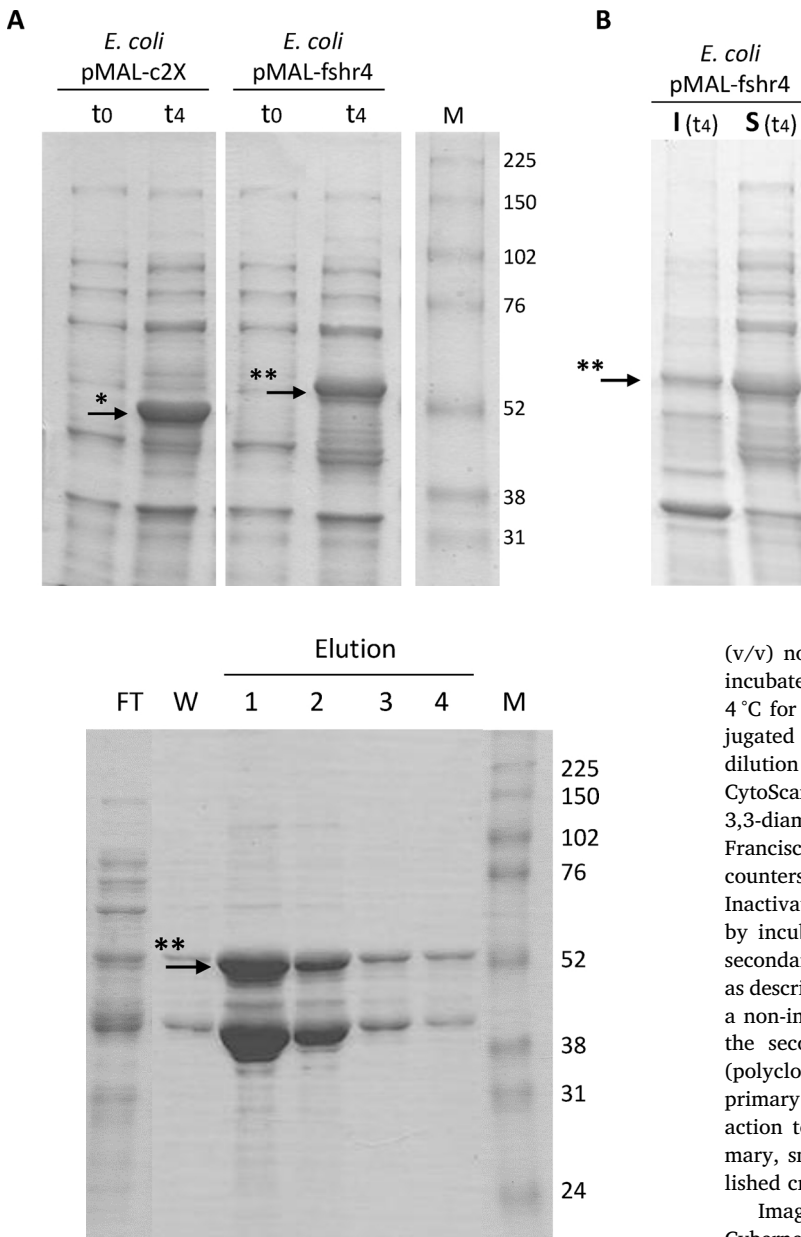 A
B
E. coli
E. coli
E. coli
pMAL-c2X
pMAL-fshr4
pMAL-fshr4
t0 t4 t0 t4 M
I (t4) S (t4)
225
150
102
76
**
**
*
52
38
31
Elution
FT W 1 2 3 4 M
225
150
102
76
**
52
38
31
24
(v/v) no
incubate
4 °C for
jugated
dilution
CytoScan
3,3-diam
Francisc
counters
Inactivat
by incub
secondar
as descri
a non-in
the seco
(polyclo
primary
action to
mary, sn
lished cr
Imag